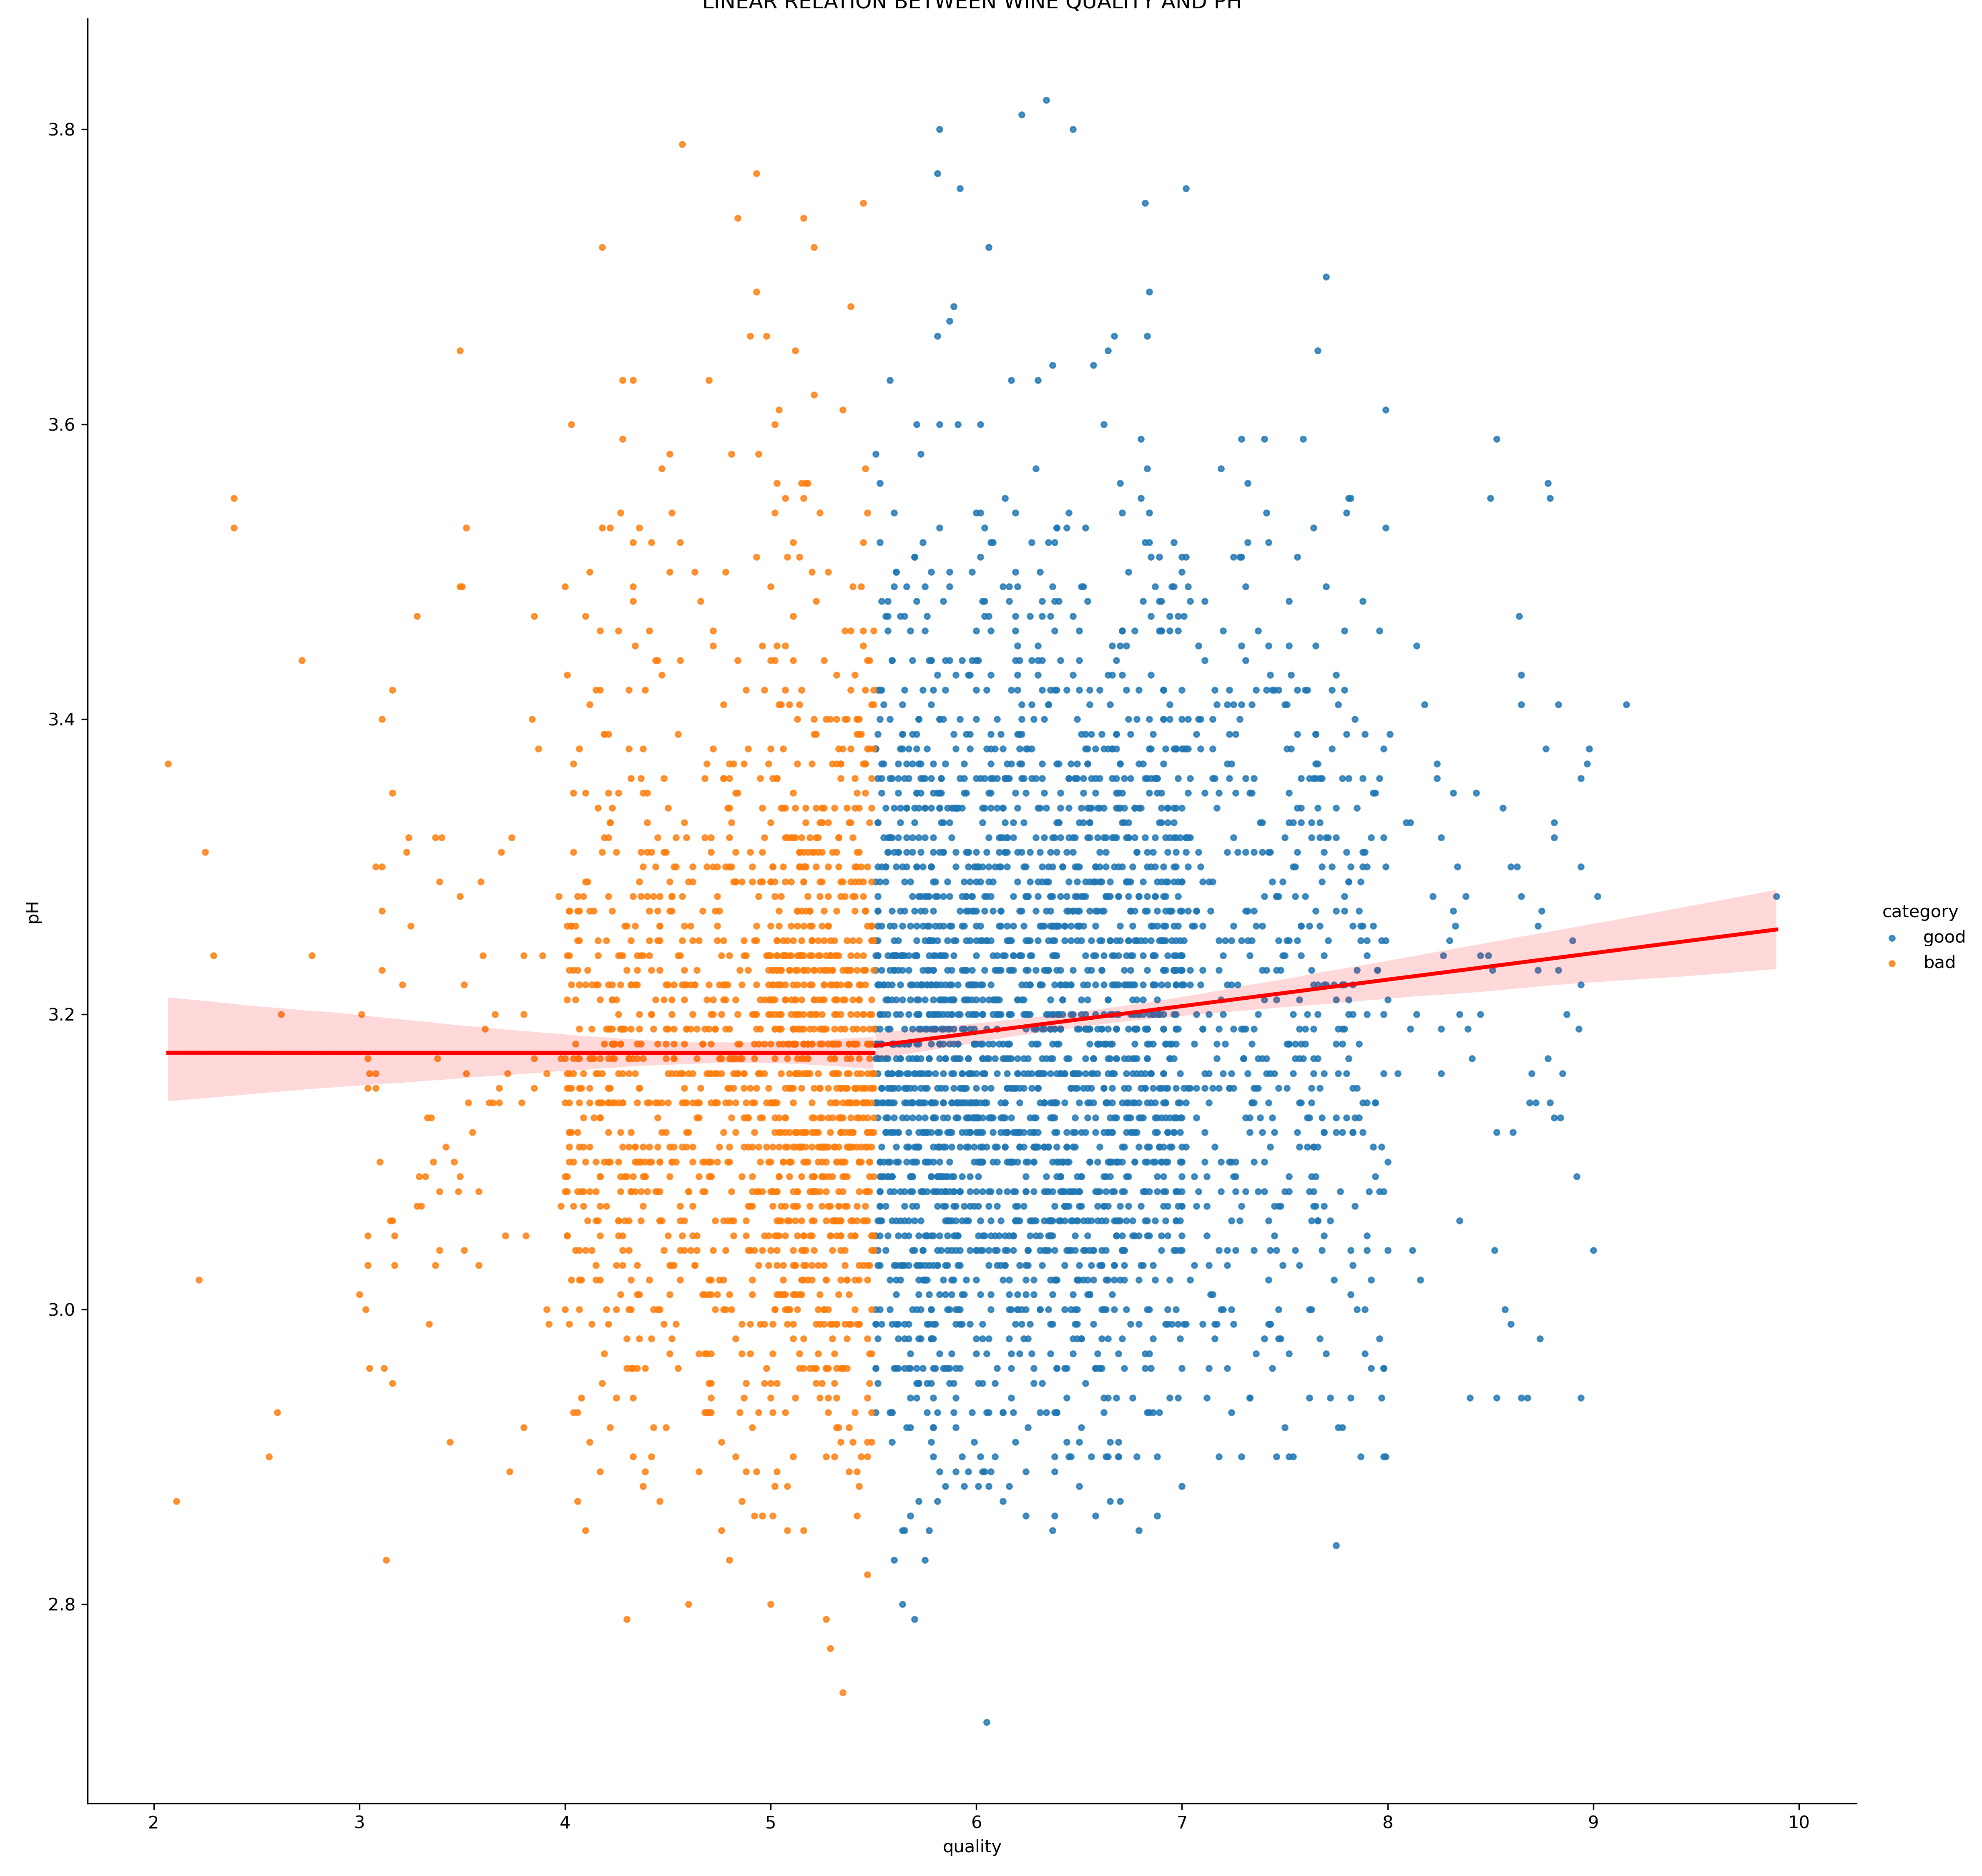 LINEAR RELATION BETWEEN WINE QUALITY AND PH
3.8
3.6
3.4
3.2
3.0
2.8
pH
2 3 4 5 6 7 8 9 10
quality
category
good
bad